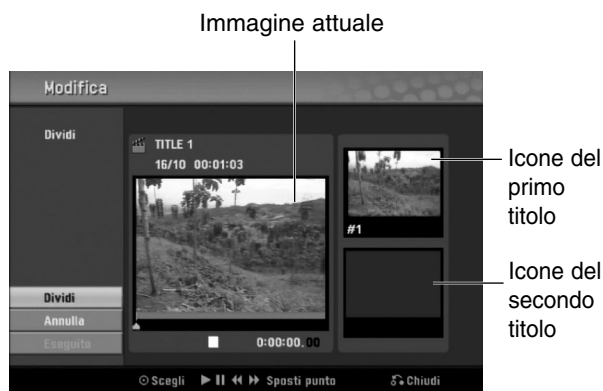 Immagine attuale
Modifica
Dividi
TITLE 1
16/10 00:01:03
#1
Icone del
primo
titolo
Icone del
secondo
titolo
Dividi
Annulla
Eseguito
0:00:00.00
Scegli Sposti punto Chiudi